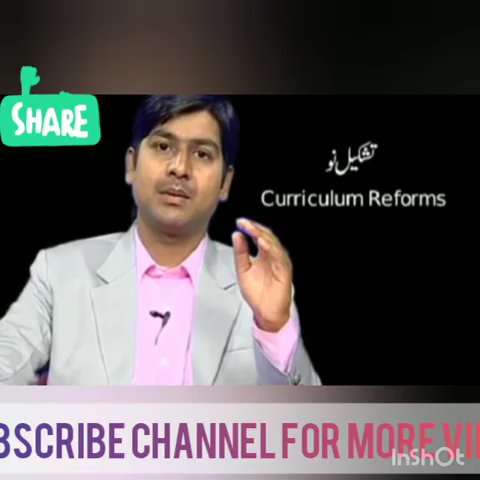 SHARE
تشکیل نو
Curriculum Reforms
BSCRIBE CHANNEL FOR MORE VI
InShOt